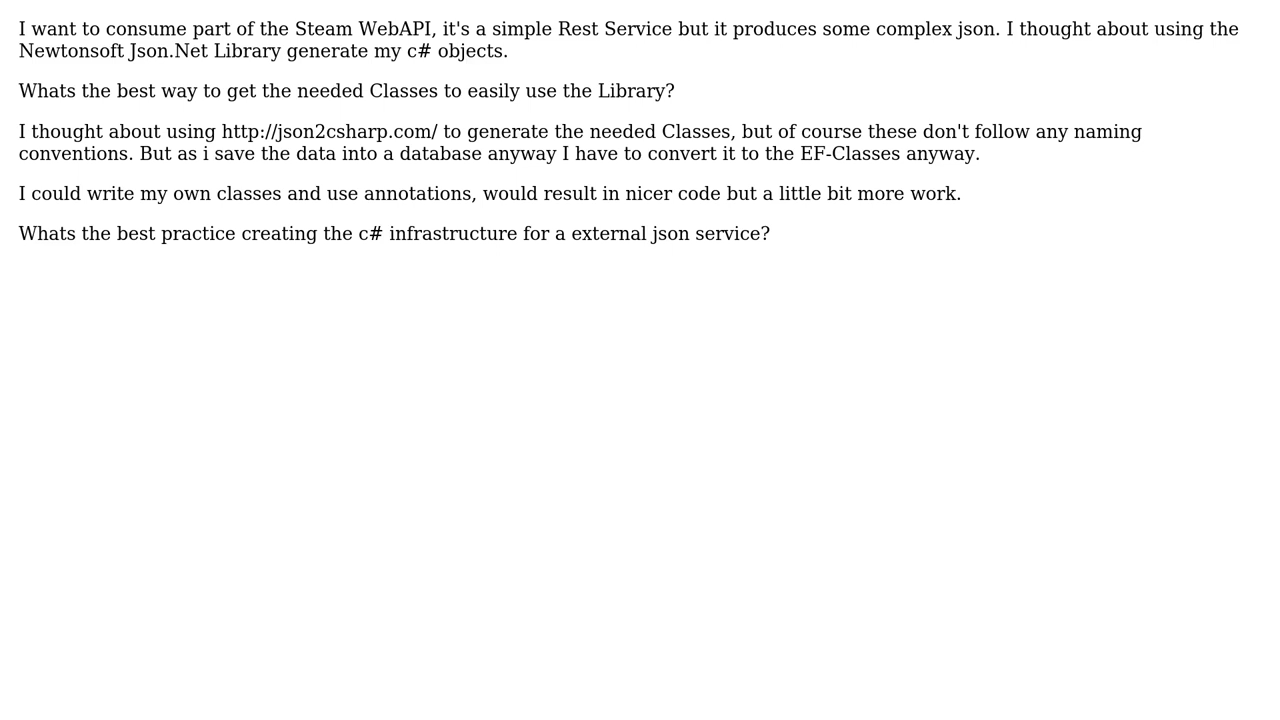 I want to consume part of the Steam WebAPI, it's a simple Rest Service but it produces some complex json. I thought about using the
Newtonsoft Json.Net Library generate my c# objects.
Whats the best way to get the needed Classes to easily use the Library?
I thought about using http://json2csharp.com/ to generate the needed Classes, but of course these don't follow any naming
conventions. But as i save the data into a database anyway I have to convert it to the EF-Classes anyway.
I could write my own classes and use annotations, would result in nicer code but a little bit more work.
Whats the best practice creating the c# infrastructure for a external json service?